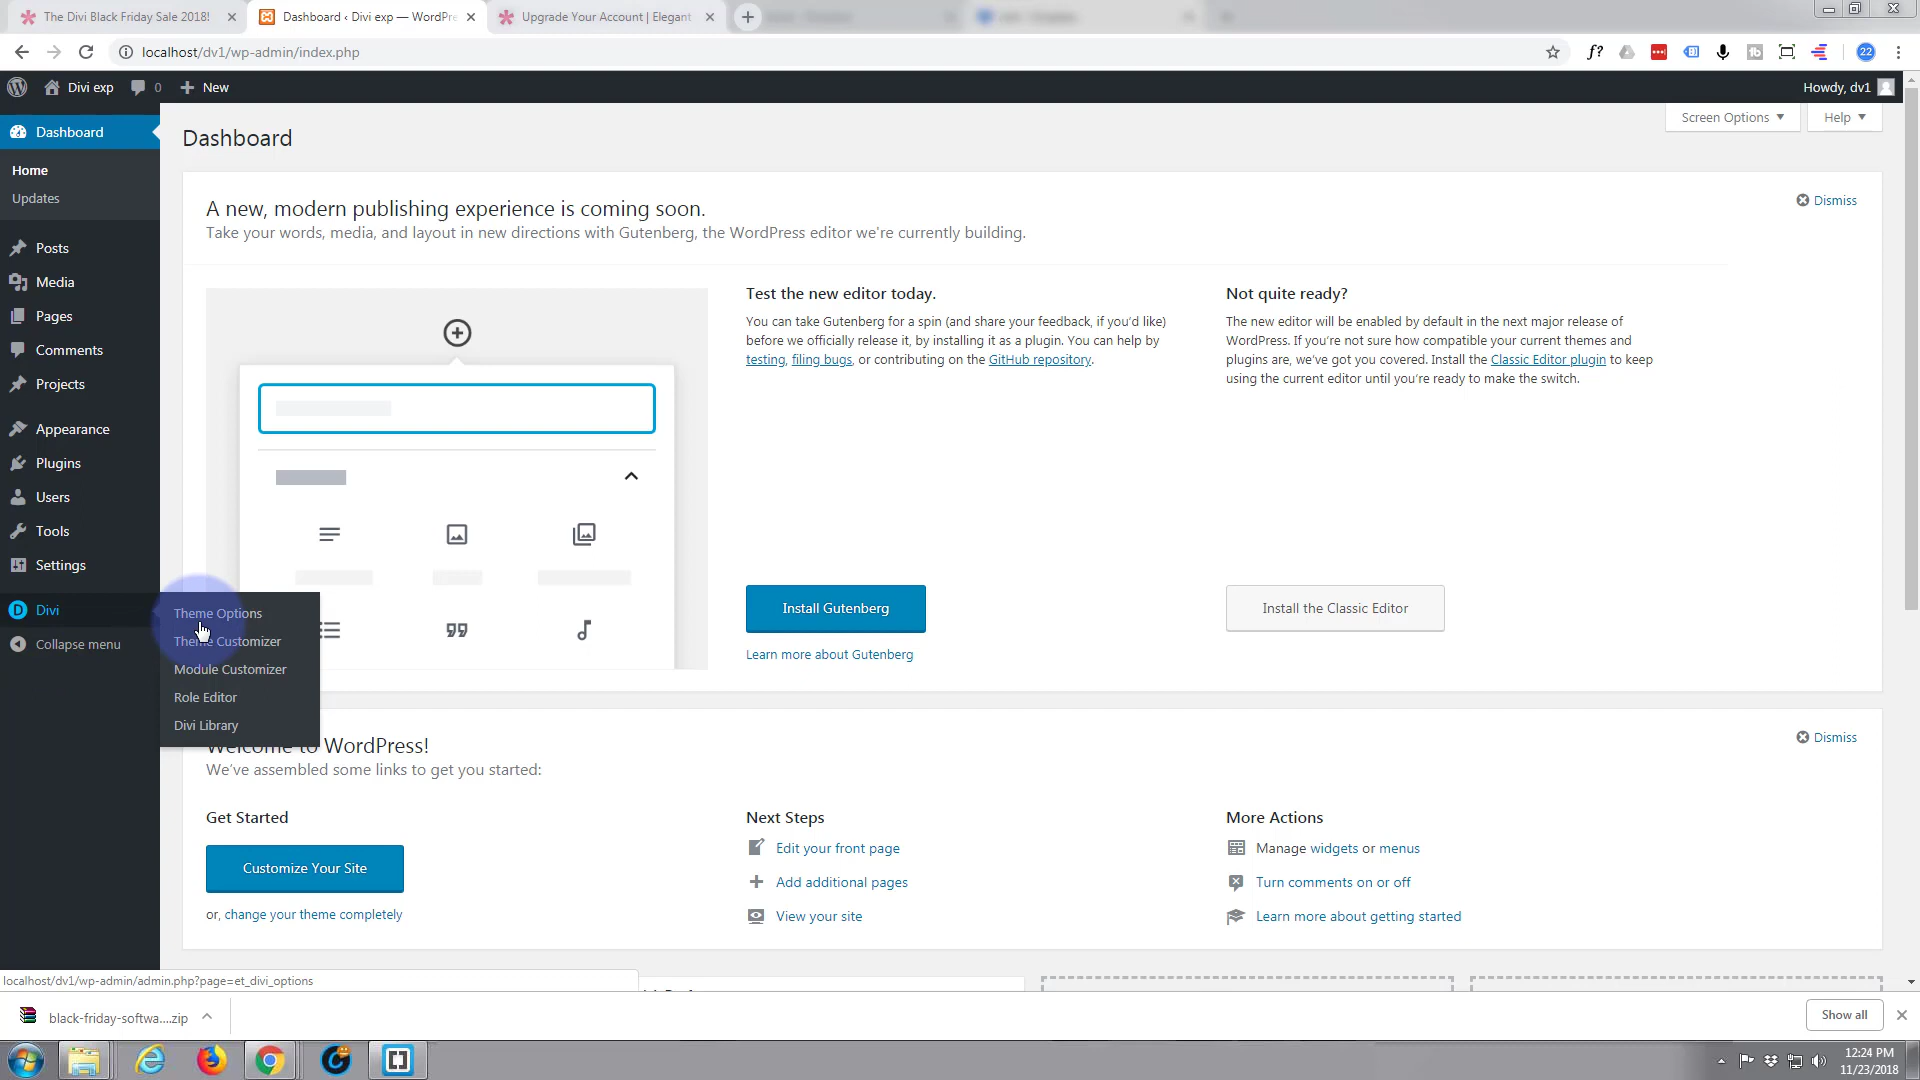 The Divi Black Friday Sale 2018!
Dashboard ‹ Divi exp — WordPre
Upgrade Your Account | Elegant
localhost/dv1/wp-admin/index.php
f?
22
Divi exp
0
New
Howdy, dv1
Dashboard
Home
Updates
Posts
Media
Pages
Comments
Projects
Appearance
Plugins
Users
Tools
Settings
Divi
Collapse menu
Theme Options
Theme Customizer
Module Customizer
Role Editor
Divi Library
Dashboard
Screen Options
Help
A new, modern publishing experience is coming soon.
Take your words, media, and layout in new directions with Gutenberg, the WordPress editor we're currently building.
Dismiss
Test the new editor today.
You can take Gutenberg for a spin (and share your feedback, if you'd like)
before we officially release it, by installing it as a plugin. You can help by
testing, filing bugs, or contributing on the GitHub repository.
Install Gutenberg
Learn more about Gutenberg
Not quite ready?
The new editor will be enabled by default in the next major release of
WordPress. If you're not sure how compatible your current themes and
plugins are, we've got you covered. Install the Classic Editor plugin to keep
using the current editor until you're ready to make the switch.
Install the Classic Editor
Welcome to WordPress!
We've assembled some links to get you started:
Dismiss
Get Started
Customize Your Site
or, change your theme completely
Next Steps
Edit your front page
Add additional pages
View your site
More Actions
Manage widgets or menus
Turn comments on or off
Learn more about getting started
localhost/dv1/wp-admin/admin.php?page=et_divi_options
black-friday-softwa....zip
Show all
12:24 PM
11/23/2018